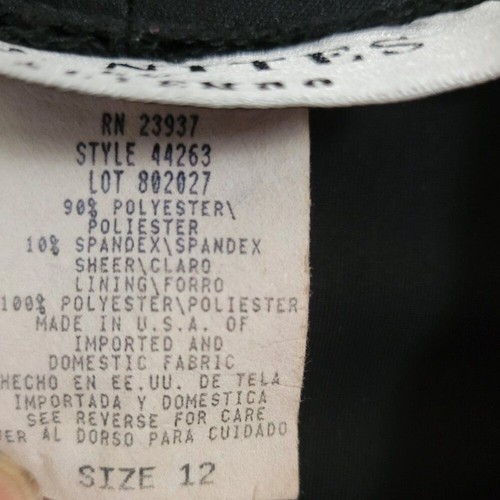 NITES
RN 23937
STYLE 44263
LOT 802027
90% POLYESTER\
POLIESTER
10% SPANDEX\SPANDEX
SHEER\CLARO
LINING\FORRO
100% POLYESTER\POLIESTER
MADE IN U.S.A. OF
IMPORTED AND
DOMESTIC FABRIC
HECHO EN EE.UU. DE TELA
IMPORTADA Y DOMESTICA
SEE REVERSE FOR CARE
VER AL DORSO PARA CUIDADO
SIZE 12